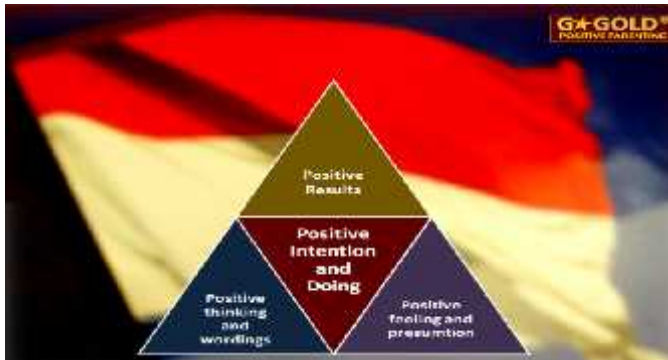 G★GOLD®
POSITIVE PARENTING
Positive
Results
Positive
Intention
and
Doing
Positive
thinking
and
wordings
Positive
feeling and
presumtion